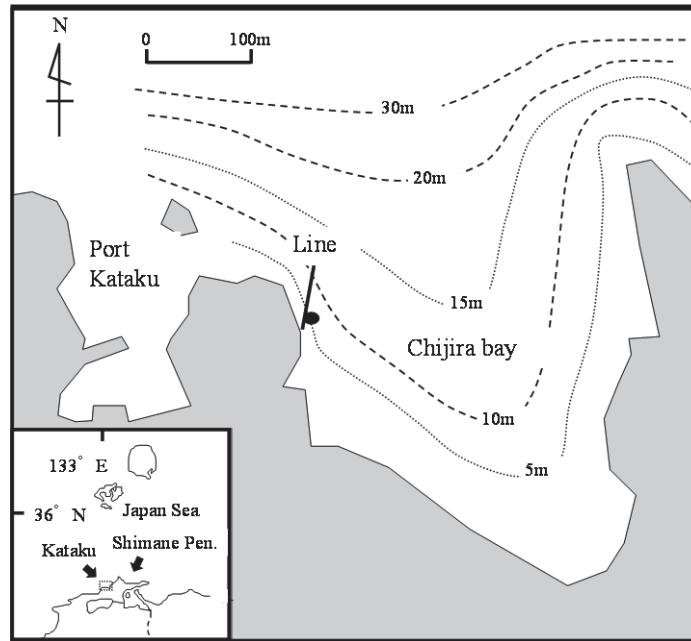 N
0 100m
30m
20m
Line
Port
Kataku
15m
Chijira bay
10m
5m
133° E
36° N
Japan Sea
Kataku
Shimane Pen.